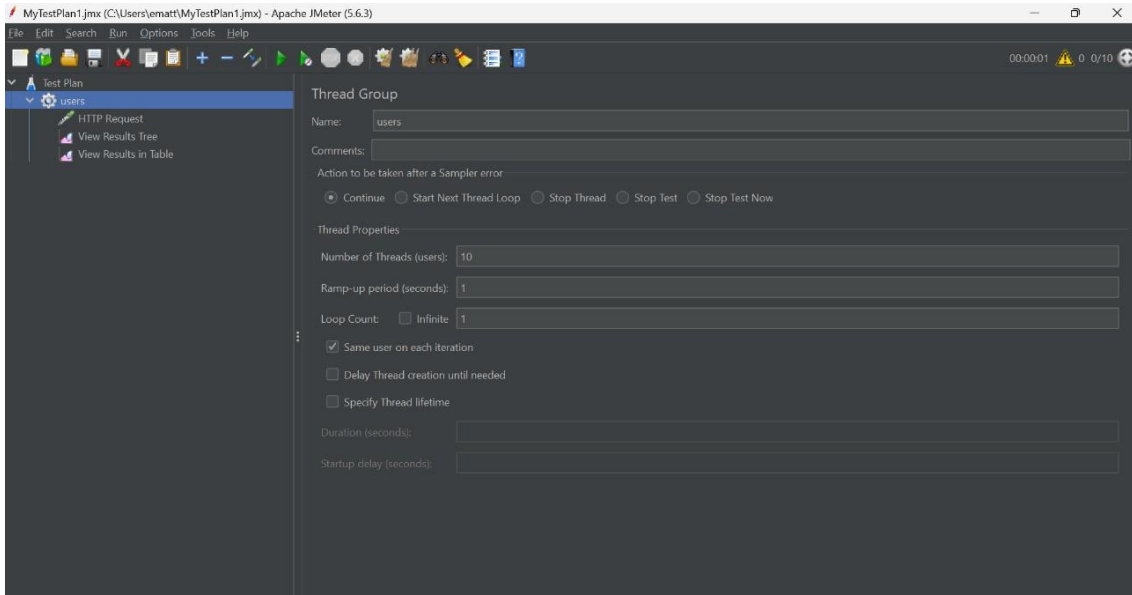 MyTestPlan1.jmx (C:\Users\ematt\MyTestPlan1.jmx) - Apache JMeter (5.6.3)
File Edit Search Run Options Tools Help
00:00:01 0 0/10
Test Plan
users
HTTP Request
View Results Tree
View Results in Table
Thread Group
Name: users
Comments:
Action to be taken after a Sampler error
Continue Start Next Thread Loop Stop Thread Stop Test Stop Test Now
Thread Properties
Number of Threads (users): 10
Ramp-up period (seconds): 1
Loop Count: Infinite 1
Same user on each iteration
Delay Thread creation until needed
Specify Thread lifetime
Duration (seconds):
Startup delay (seconds):